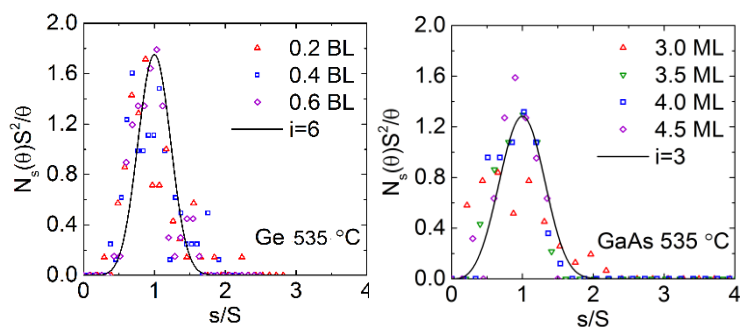 2.0
1.6
1.2
0.8
0.4
0.0
Nₛ(θ)S²/θ
0.2 BL
0.4 BL
0.6 BL
i=6
Ge 535 °C
0 1 2 3 4
s/S
2.0
1.6
1.2
0.8
0.4
0.0
Nₛ(θ)S²/θ
3.0 ML
3.5 ML
4.0 ML
4.5 ML
i=3
GaAs 535 °C
0 1 2 3 4
s/S